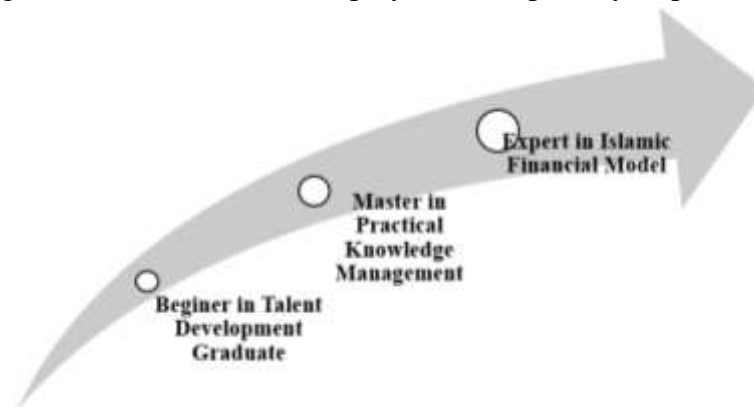 Expert in Islamic
Financial Model
Master in
Practical
Knowledge
Management
Beginer in Talent
Development
Graduate